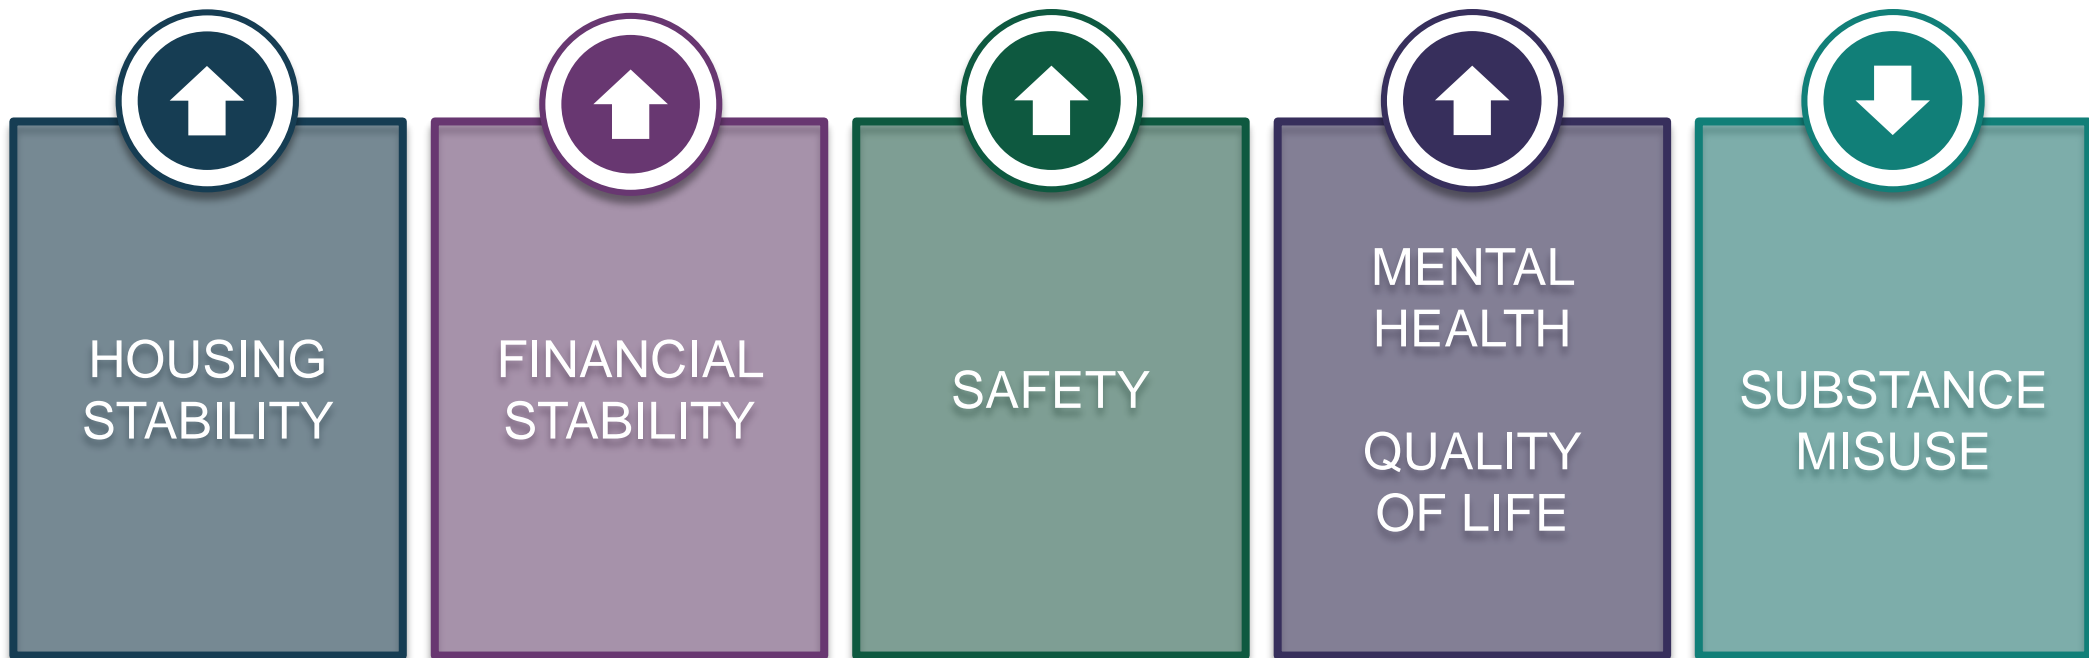 HOUSING
STABILITY
FINANCIAL
STABILITY
SAFETY
MENTAL
HEALTH
QUALITY
OF LIFE
SUBSTANCE
MISUSE